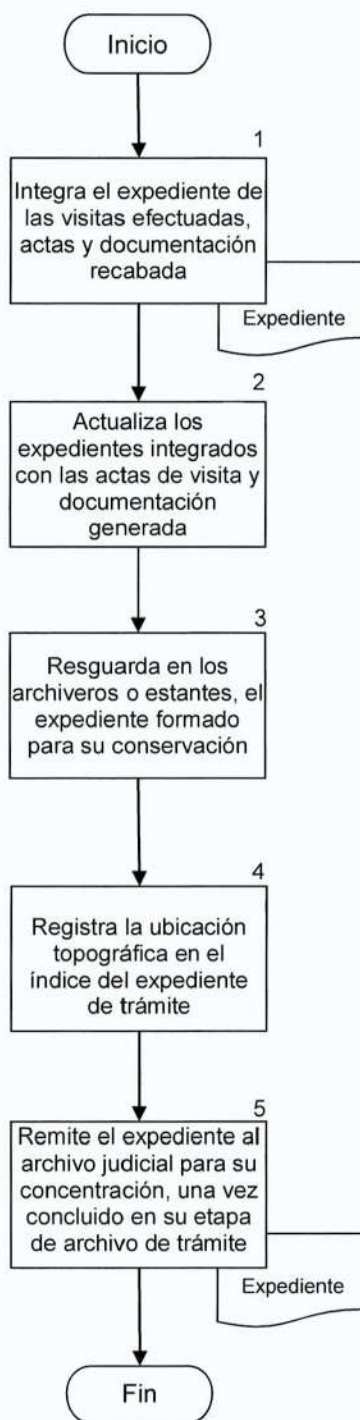 Inicio
1
Integra el expediente de
las visitas efectuadas,
actas y documentación
recabada
Expediente
2
Actualiza los
expedientes integrados
con las actas de visita y
documentación
generada
3
Resguarda en los
archiveros o estantes, el
expediente formado
para su conservación
4
Registra la ubicación
topográfica en el
índice del expediente
de trámite
5
Remite el expediente al
archivo judicial para su
concentración, una vez
concluido en su etapa
de archivo de trámite
Expediente
Fin